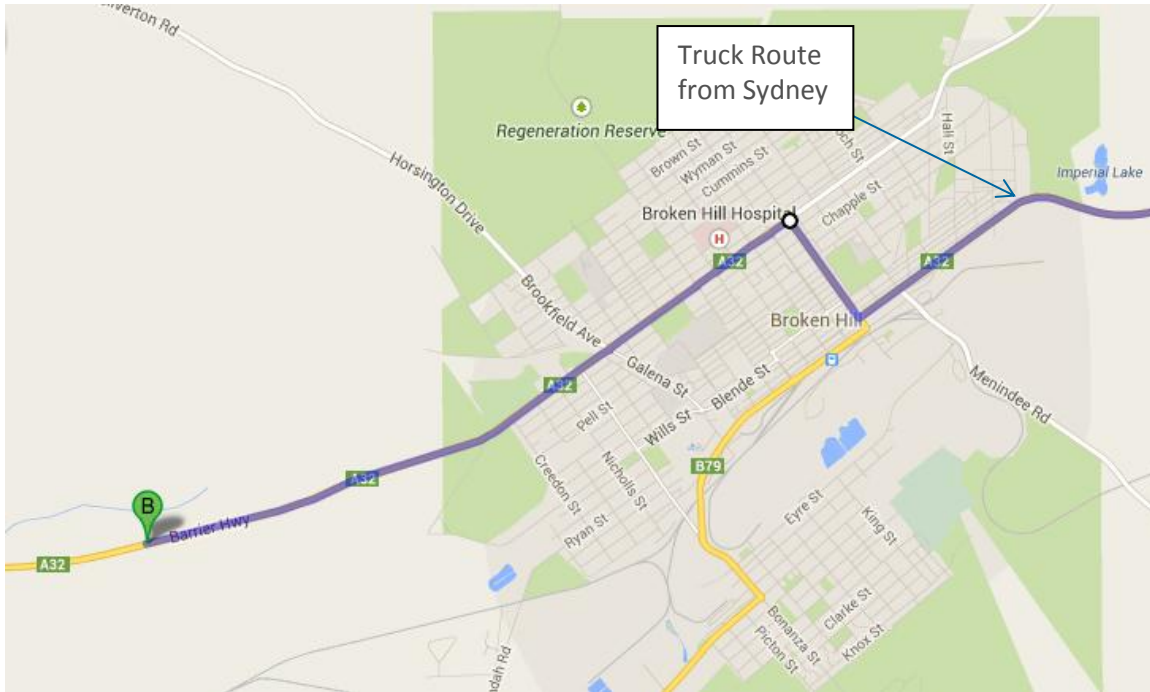 Truck Route
from Sydney
Regeneration Reserve
Horsington Drive
Brown St
Wyman St
Cummins St
Hall St
Imperial Lake
Chapple St
Broken Hill Hospital
H
A32
A32
Brookfield Ave
Broken Hill
Galena St
Blende St
Menindee Rd
A32
Pell St
Wills St
B79
A32
Creedon St
Nicholls St
Eyre St
King St
B
Barrier Hwy
Ryan St
A32
Clarke St
Bonanza St
Knox St
Picton St